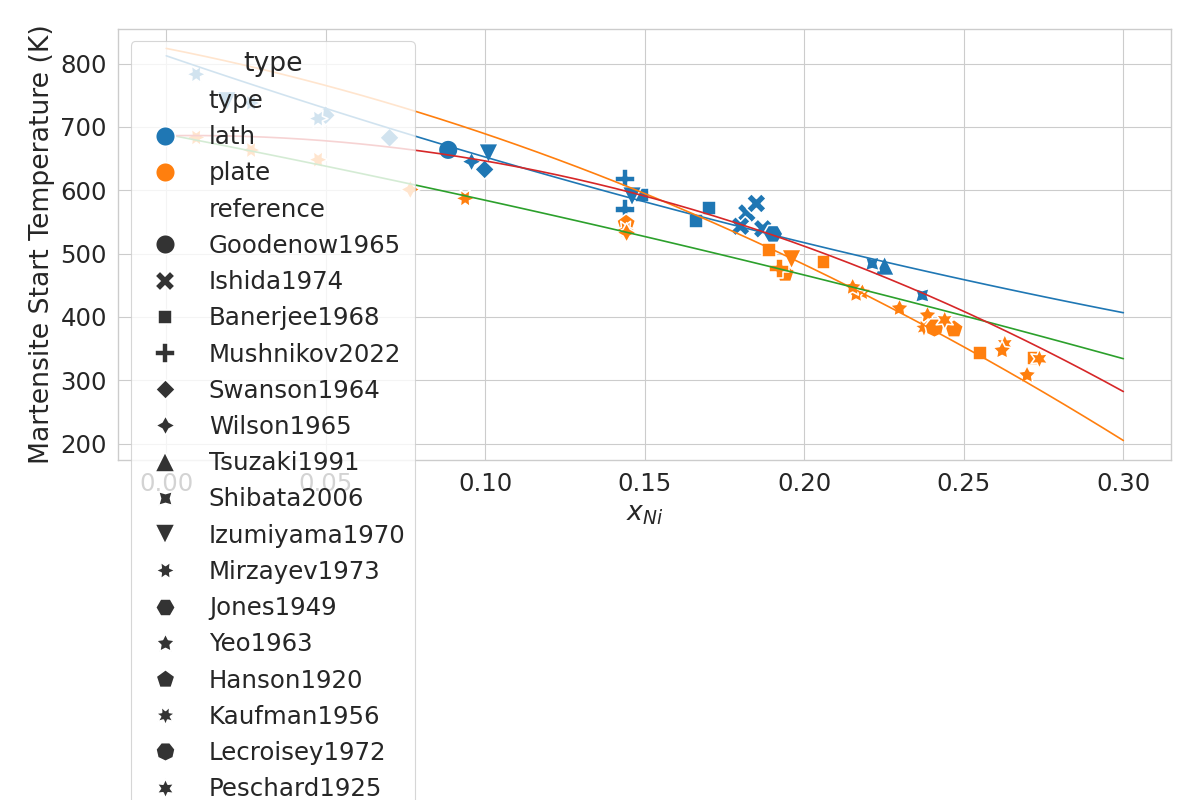 Martensite Start Temperature (K)
800
700
600
500
400
300
200
type
type
lath
plate
reference
Goodenow1965
Ishida1974
Banerjee1968
Mushnikov2022
Swanson1964
Wilson1965
Tsuzaki1991
Shibata2006
Izumiyama1970
Mirzayev1973
Jones1949
Yeo1963
Hanson1920
Kaufman1956
Lecroisey1972
Peschard1925
0.00 0.05 0.10 0.15 0.20 0.25 0.30
x_Ni